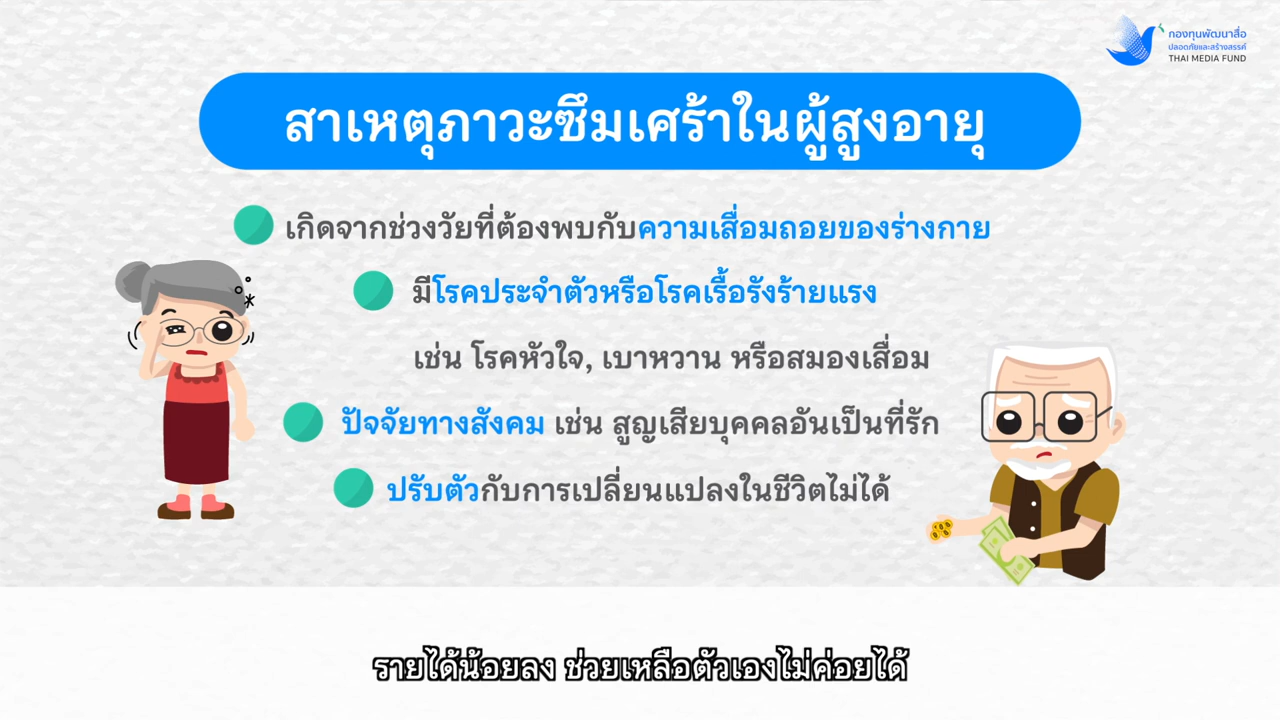 กองทุนพัฒนาสื่อ
ปลอดภัยและสร้างสรรค์
THAI MEDIA FUND
สาเหตุภาวะซึมเศร้าในผู้สูงอายุ
เกิดจากช่วงวัยที่ต้องพบกับความเสื่อมถอยของร่างกาย
มีโรคประจำตัวหรือโรคเรื้อรังร้ายแรง
เช่น โรคหัวใจ, เบาหวาน หรือสมองเสื่อม
ปัจจัยทางสังคม เช่น สูญเสียบุคคลอันเป็นที่รัก
ปรับตัวกับการเปลี่ยนแปลงในชีวิตไม่ได้
รายได้น้อยลง ช่วยเหลือตัวเองไม่ค่อยได้